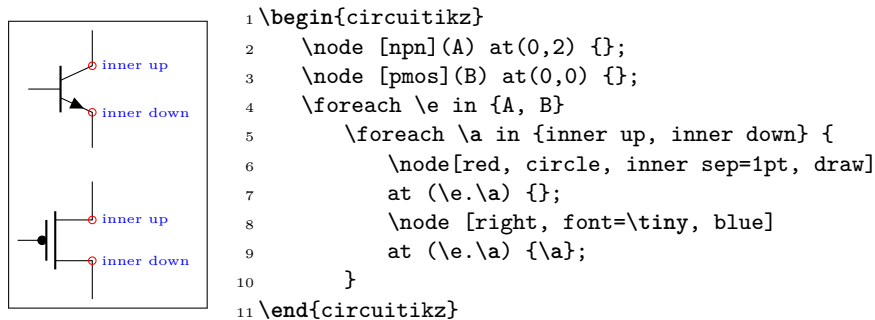 inner up
inner down
inner up
inner down
1 \begin{circuitikz}
2 \node [npn](A) at(0,2) {};
3 \node [pmos](B) at(0,0) {};
4 \foreach \e in {A, B}
5 \foreach \a in {inner up, inner down} {
6 \node[red, circle, inner sep=1pt, draw]
7 at (\e.\a) {};
8 \node [right, font=\tiny, blue]
9 at (\e.\a) {\a};
10 }
11 \end{circuitikz}